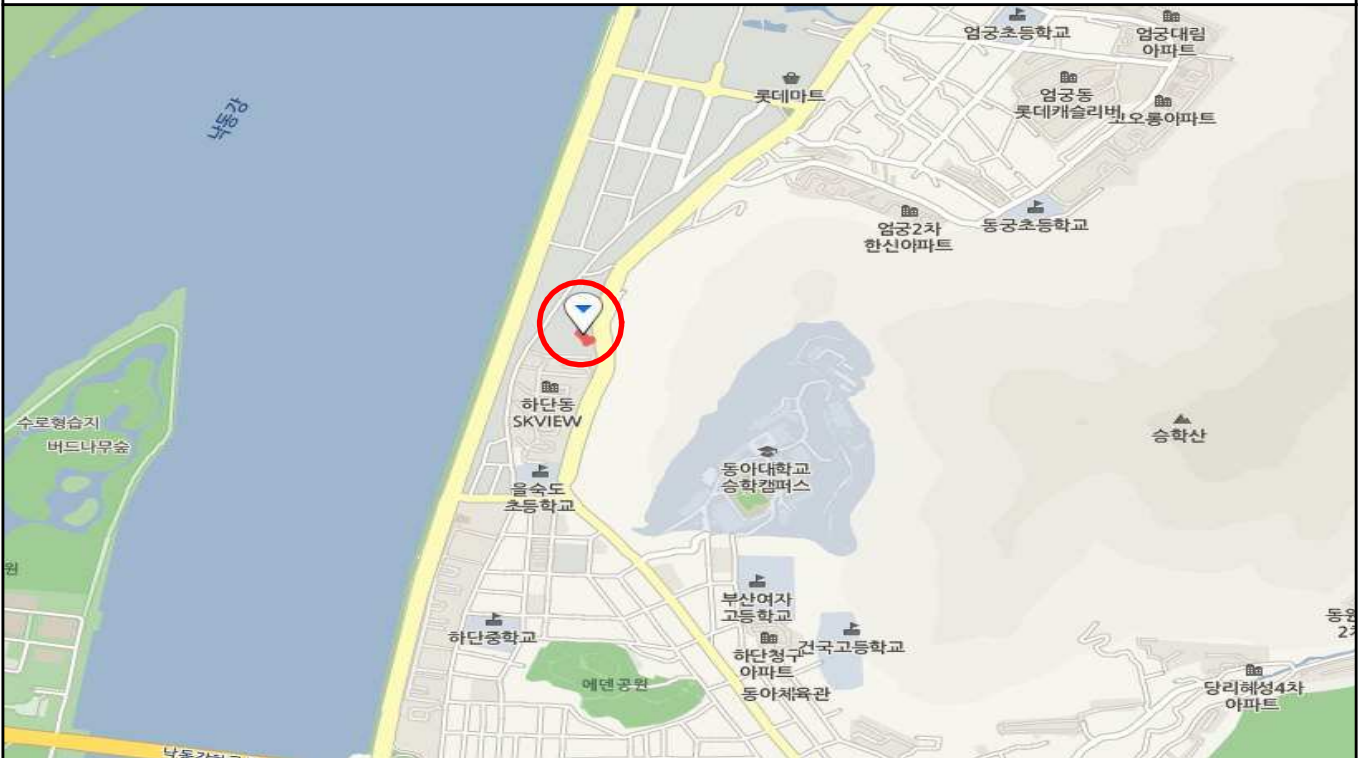 엄궁초등학교
엄궁대림
아파트
롯데마트
엄궁동
롯데캐슬리버
코오롱아파트
낙동강
엄궁2차
한신아파트
동궁초등학교
하단동
SKVIEW
수로형습지
버드나무숲
승학산
동아대학교
승학캠퍼스
을숙도
초등학교
원
부산여자
고등학교
하단중학교
하단청구
아파트
건국고등학교
에덴공원
동아체육관
당리혜성4차
아파트